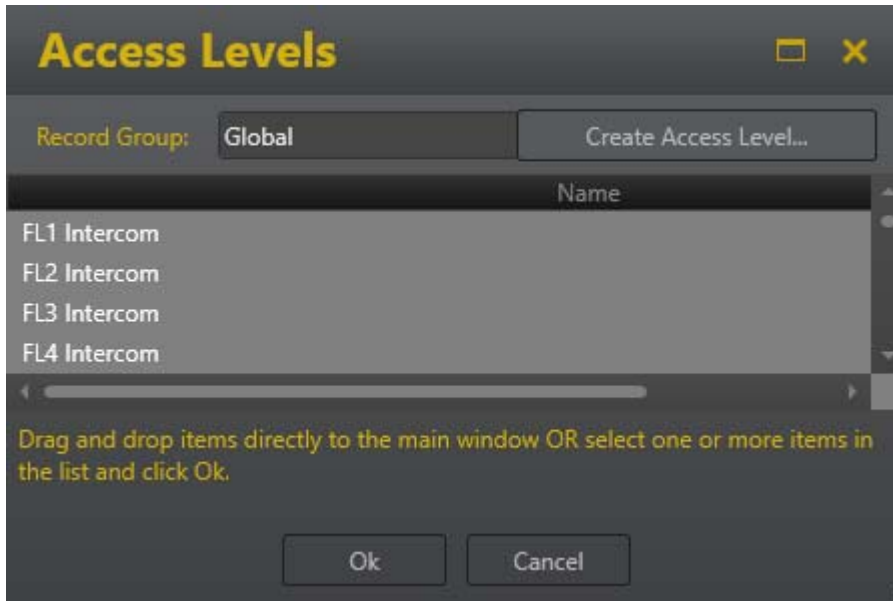 Access Levels
Record Group: Global Create Access Level...
Name
FL1 Intercom
FL2 Intercom
FL3 Intercom
FL4 Intercom
Drag and drop items directly to the main window OR select one or more items in
the list and click Ok.
Ok Cancel